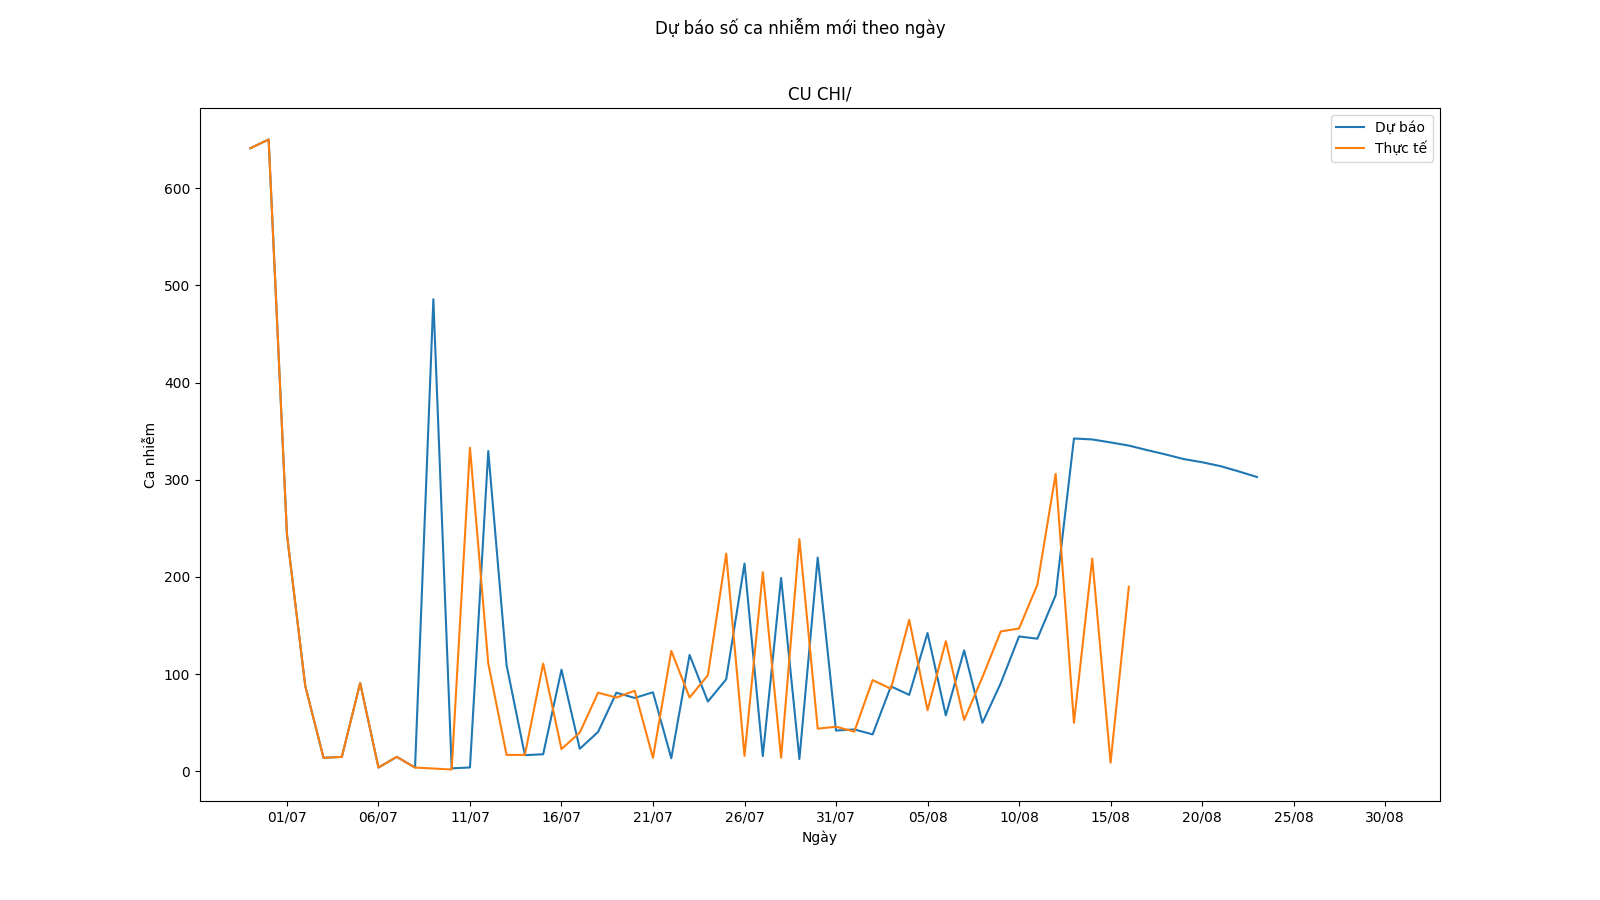 Dự báo số ca nhiễm mới theo ngày
CU CHI/
Dự báo
Thực tế
600
500
400
300
200
100
0
Ca nhiễm
01/07 06/07 11/07 16/07 21/07 26/07 31/07 05/08 10/08 15/08 20/08 25/08 30/08
Ngày